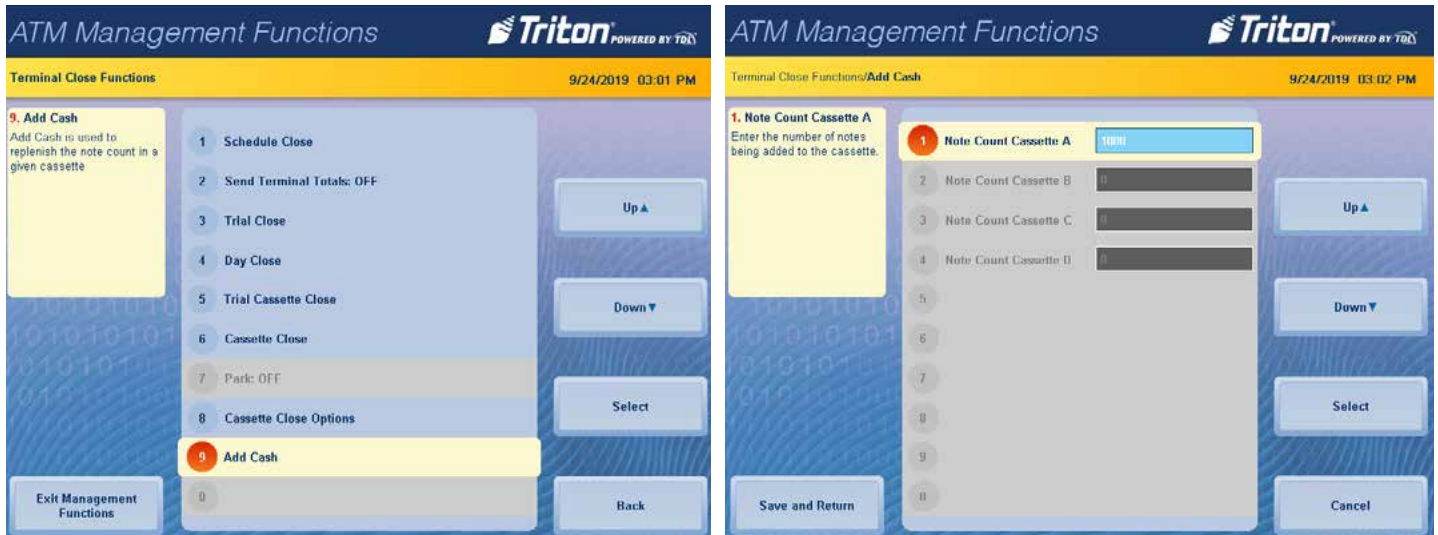 ATM Management Functions
Triton POWERED BY TDL
Terminal Close Functions
9/24/2019 03:01 PM
9. Add Cash
Add Cash is used to
replenish the note count in a
given cassette
1 Schedule Close
2 Send Terminal Totals: OFF
3 Trial Close
4 Day Close
5 Trial Cassette Close
6 Cassette Close
7 Park: OFF
8 Cassette Close Options
9 Add Cash
0
Up▲
Down▼
Select
Back
Exit Management
Functions
ATM Management Functions
Triton POWERED BY TDL
Terminal Close Functions/Add Cash
9/24/2019 03:02 PM
1. Note Count Cassette A
Enter the number of notes
being added to the cassette.
1 Note Count Cassette A 1000
2 Note Count Cassette B 0
3 Note Count Cassette C 0
4 Note Count Cassette D 0
5
6
7
8
9
0
Up▲
Down▼
Select
Cancel
Save and Return